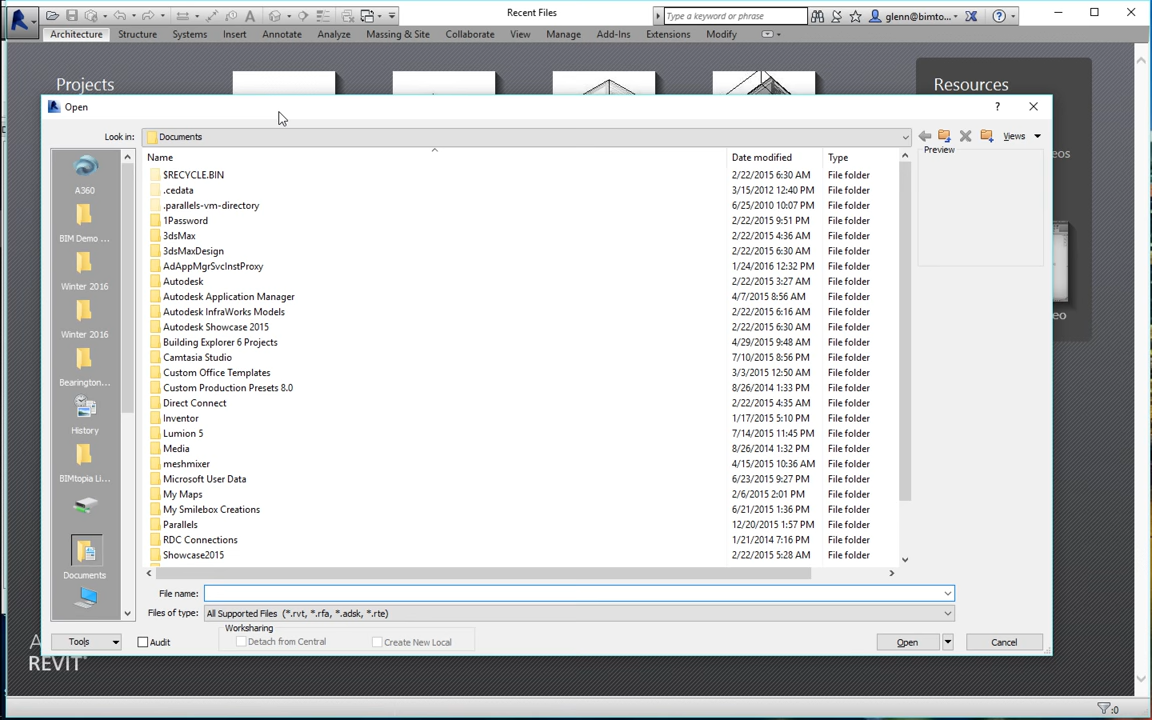 Recent Files
Type a keyword or phrase
glenn@bimto...
Architecture Structure Systems Insert Annotate Analyze Massing & Site Collaborate View Manage Add-Ins Extensions Modify
Projects
Resources
Open
Look in: Documents
Views
Name Date modified Type
Preview
A360
BIM Demo ...
Winter 2016
Winter 2016
Bearington...
History
BIMtopia Li...
Documents
$RECYCLE.BIN 2/22/2015 6:30 AM File folder
.cedata 3/15/2012 12:40 PM File folder
.parallels-vm-directory 6/25/2010 10:07 PM File folder
1Password 2/22/2015 9:51 PM File folder
3dsMax 2/22/2015 4:36 AM File folder
3dsMaxDesign 2/22/2015 6:30 AM File folder
AdAppMgrSvcInstProxy 1/24/2016 12:32 PM File folder
Autodesk 2/22/2015 3:27 AM File folder
Autodesk Application Manager 4/7/2015 8:56 AM File folder
Autodesk InfraWorks Models 2/22/2015 6:16 AM File folder
Autodesk Showcase 2015 2/22/2015 6:30 AM File folder
Building Explorer 6 Projects 4/29/2015 9:48 AM File folder
Camtasia Studio 7/10/2015 8:56 PM File folder
Custom Office Templates 3/3/2015 12:50 AM File folder
Custom Production Presets 8.0 8/26/2014 1:33 PM File folder
Direct Connect 2/22/2015 4:35 AM File folder
Inventor 1/17/2015 5:10 PM File folder
Lumion 5 7/14/2015 11:45 PM File folder
Media 8/26/2014 1:32 PM File folder
meshmixer 4/15/2015 10:36 AM File folder
Microsoft User Data 6/23/2015 9:27 PM File folder
My Maps 2/6/2015 2:01 PM File folder
My Smilebox Creations 6/21/2015 1:36 PM File folder
Parallels 12/20/2015 1:57 PM File folder
RDC Connections 1/21/2014 7:16 PM File folder
Showcase2015 2/22/2015 5:28 AM File folder
File name:
Files of type: All Supported Files (*.rvt, *.rfa, *.adsk, *.rte)
Tools
Audit
Worksharing
Detach from Central
Create New Local
Open
Cancel
REVIT
:0